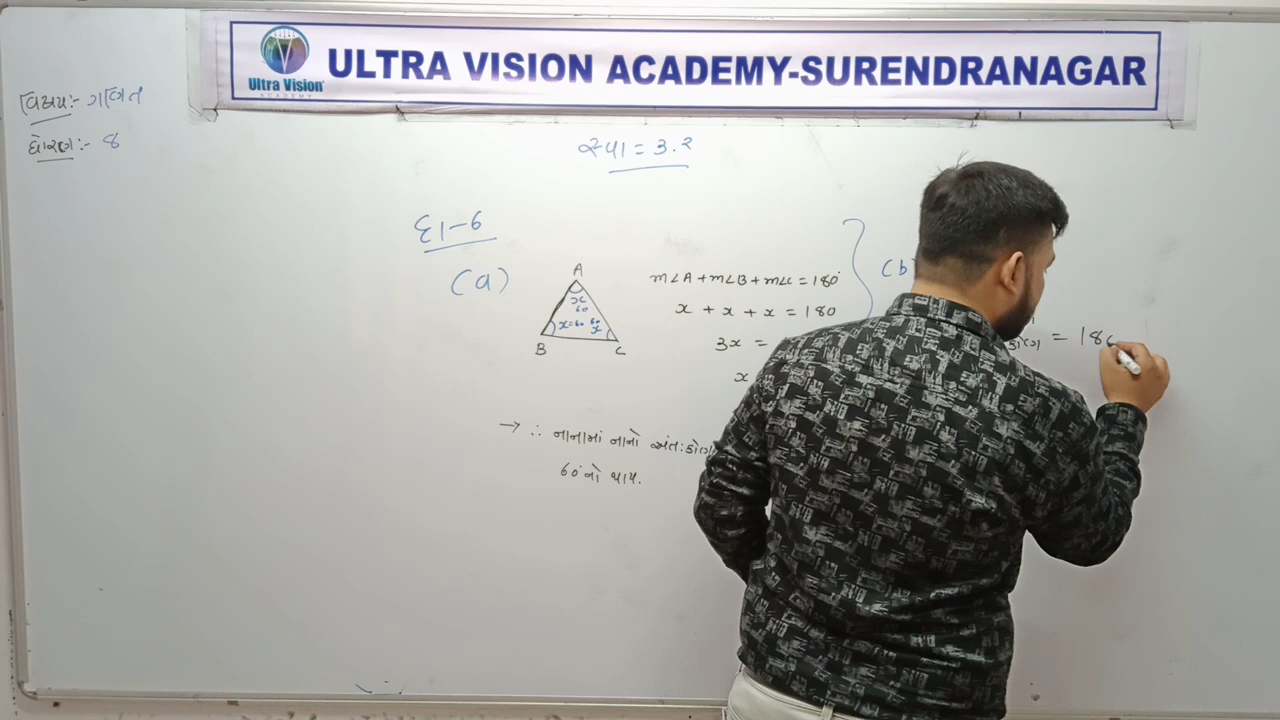 Ultra Vision
ACADEMY
ULTRA VISION ACADEMY-SURENDRANAGAR
વિષય:- ગણિત
ધોરણ:- 8
સ્વા = 3.2
દા-6
(a)
A
x
60
x=60 60
x
B C
m∠A + m∠B + m∠C = 180°
x + x + x = 180
3x =
x
→ ∴ નાનામાં નાનો અંતઃકોણ
60°નો થાય.
(b)
કોણ = 180